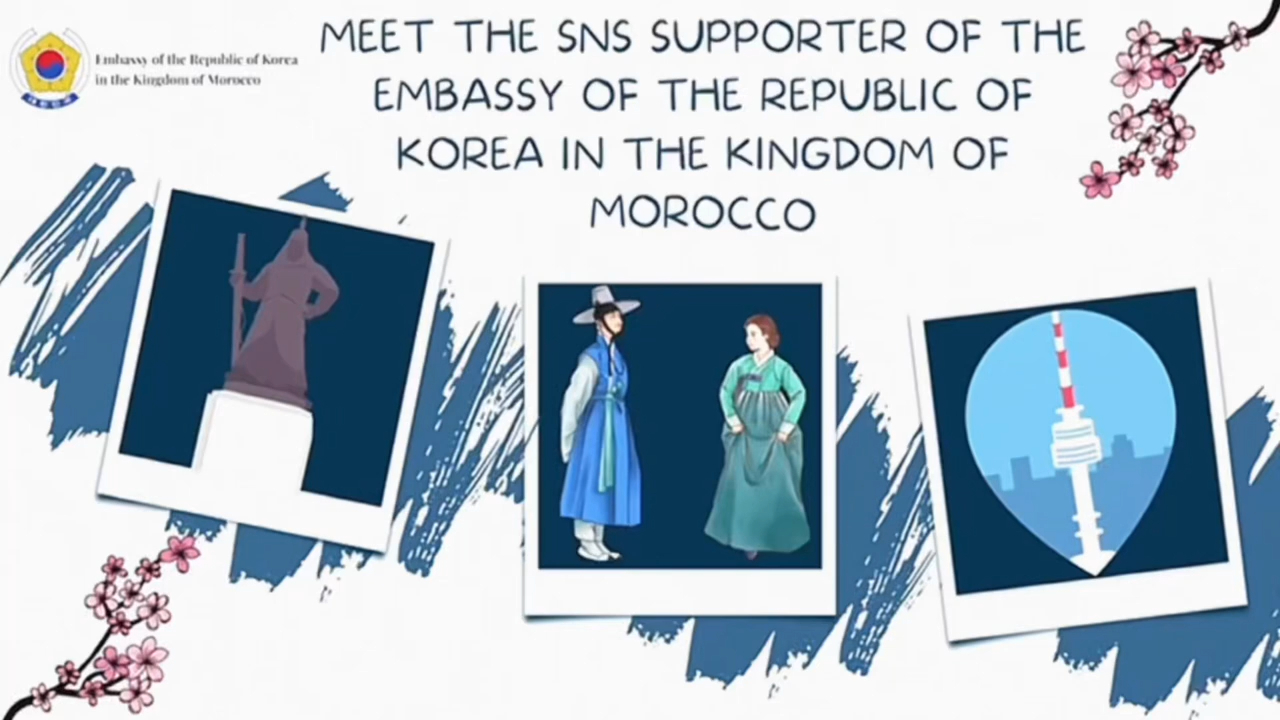 Embassy of the Republic of Korea
in the Kingdom of Morocco
MEET THE SNS SUPPORTER OF THE
EMBASSY OF THE REPUBLIC OF
KOREA IN THE KINGDOM OF
MOROCCO